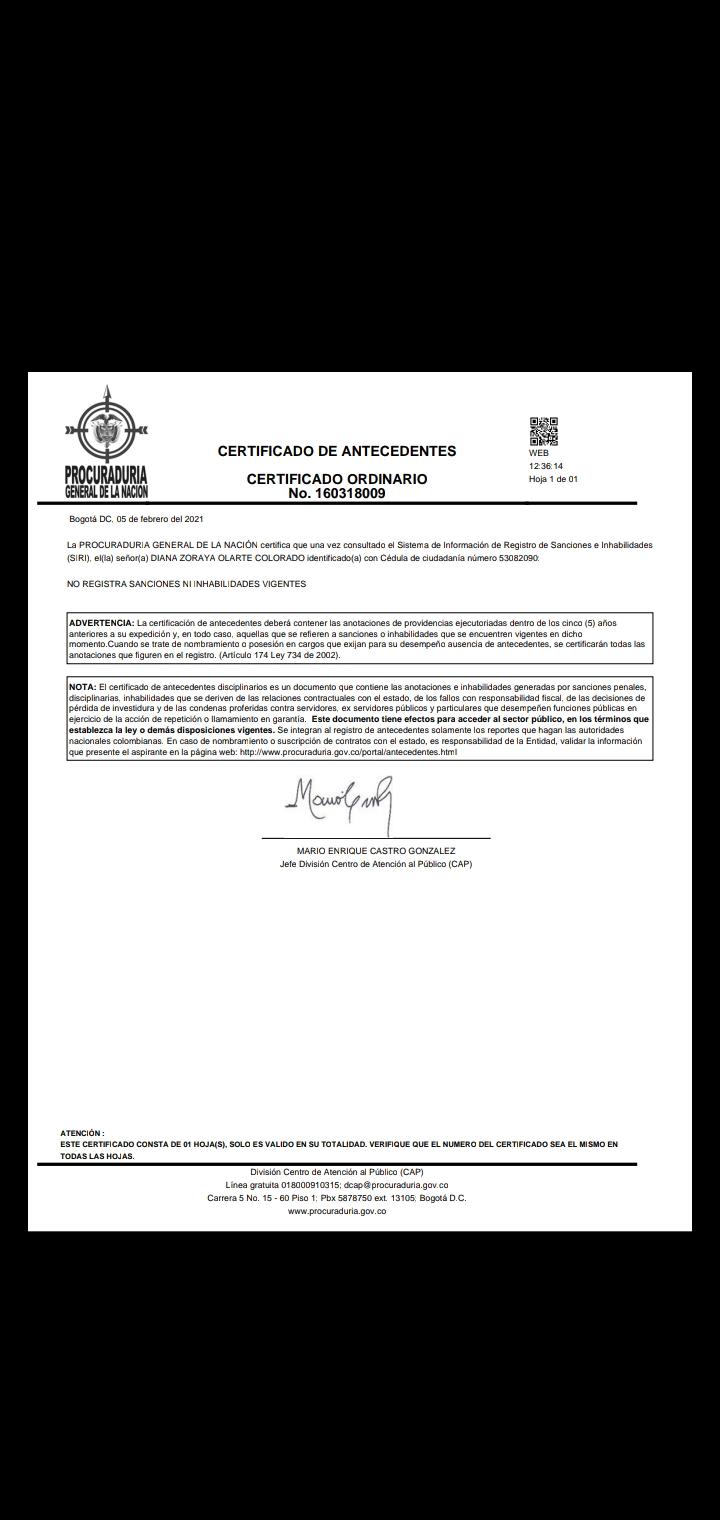 PROCURADURIA
GENERAL DE LA NACION
CERTIFICADO DE ANTECEDENTES
CERTIFICADO ORDINARIO
No. 160318009
WEB
12:36:14
Hoja 1 de 01
Bogotá DC, 05 de febrero del 2021
La PROCURADURIA GENERAL DE LA NACIÓN certifica que una vez consultado el Sistema de Información de Registro de Sanciones e Inhabilidades
(SIRI), el(la) señor(a) DIANA ZORAYA OLARTE COLORADO identificado(a) con Cédula de ciudadanía número 53082090:
NO REGISTRA SANCIONES NI INHABILIDADES VIGENTES
ADVERTENCIA: La certificación de antecedentes deberá contener las anotaciones de providencias ejecutoriadas dentro de los cinco (5) años
anteriores a su expedición y, en todo caso, aquellas que se refieren a sanciones o inhabilidades que se encuentren vigentes en dicho
momento.Cuando se trate de nombramiento o posesión en cargos que exijan para su desempeño ausencia de antecedentes, se certificarán todas las
anotaciones que figuren en el registro. (Artículo 174 Ley 734 de 2002).
NOTA: El certificado de antecedentes disciplinarios es un documento que contiene las anotaciones e inhabilidades generadas por sanciones penales,
disciplinarias, inhabilidades que se deriven de las relaciones contractuales con el estado, de los fallos con responsabilidad fiscal, de las decisiones de
pérdida de investidura y de las condenas proferidas contra servidores, ex servidores públicos y particulares que desempeñen funciones públicas en
ejercicio de la acción de repetición o llamamiento en garantía. Este documento tiene efectos para acceder al sector público, en los términos que
establezca la ley o demás disposiciones vigentes. Se integran al registro de antecedentes solamente los reportes que hagan las autoridades
nacionales colombianas. En caso de nombramiento o suscripción de contratos con el estado, es responsabilidad de la Entidad, validar la información
que presente el aspirante en la página web: http://www.procuraduria.gov.co/portal/antecedentes.html
MARIO ENRIQUE CASTRO GONZALEZ
Jefe División Centro de Atención al Público (CAP)
ATENCIÓN :
ESTE CERTIFICADO CONSTA DE 01 HOJA(S), SOLO ES VALIDO EN SU TOTALIDAD. VERIFIQUE QUE EL NUMERO DEL CERTIFICADO SEA EL MISMO EN
TODAS LAS HOJAS.
División Centro de Atención al Público (CAP)
Línea gratuita 018000910315; dcap@procuraduria.gov.co
Carrera 5 No. 15 - 60 Piso 1; Pbx 5878750 ext. 13105; Bogotá D.C.
www.procuraduria.gov.co